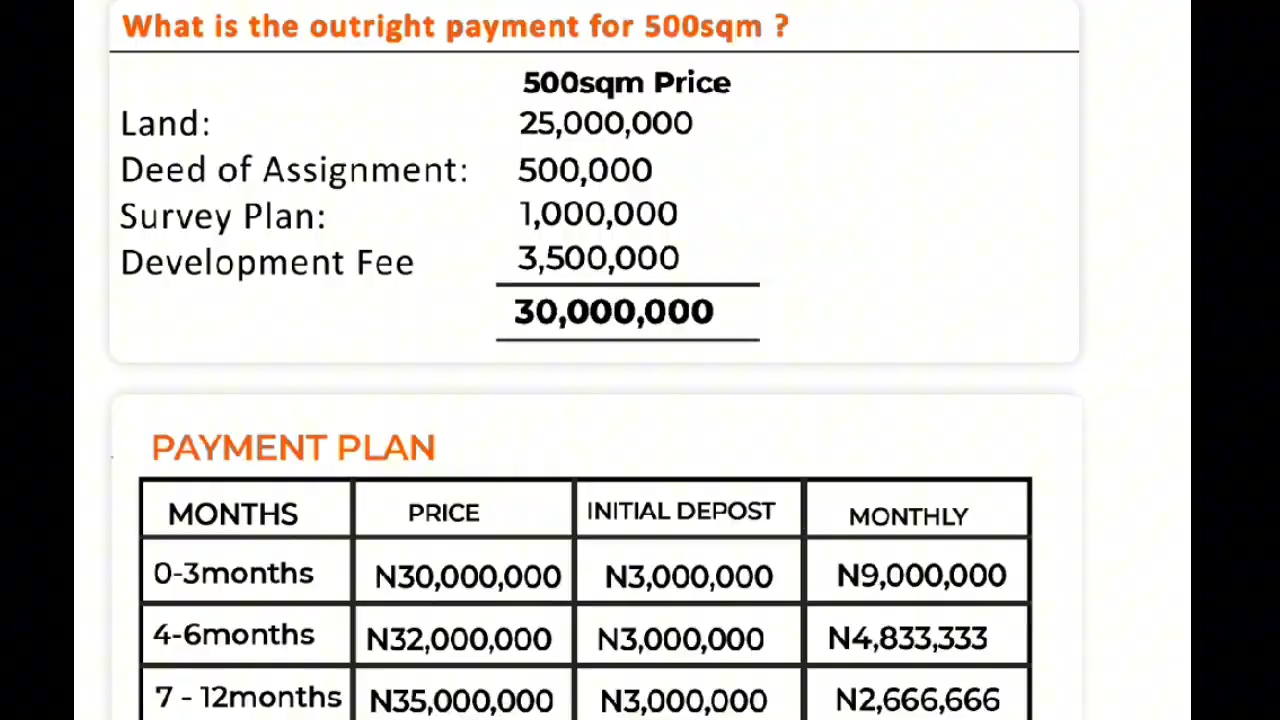 What is the outright payment for 500sqm ?
500sqm Price
Land: 25,000,000
Deed of Assignment: 500,000
Survey Plan: 1,000,000
Development Fee 3,500,000
30,000,000
PAYMENT PLAN
MONTHS PRICE INITIAL DEPOST MONTHLY
0-3months N30,000,000 N3,000,000 N9,000,000
4-6months N32,000,000 N3,000,000 N4,833,333
7 - 12months N35,000,000 N3,000,000 N2,666,666